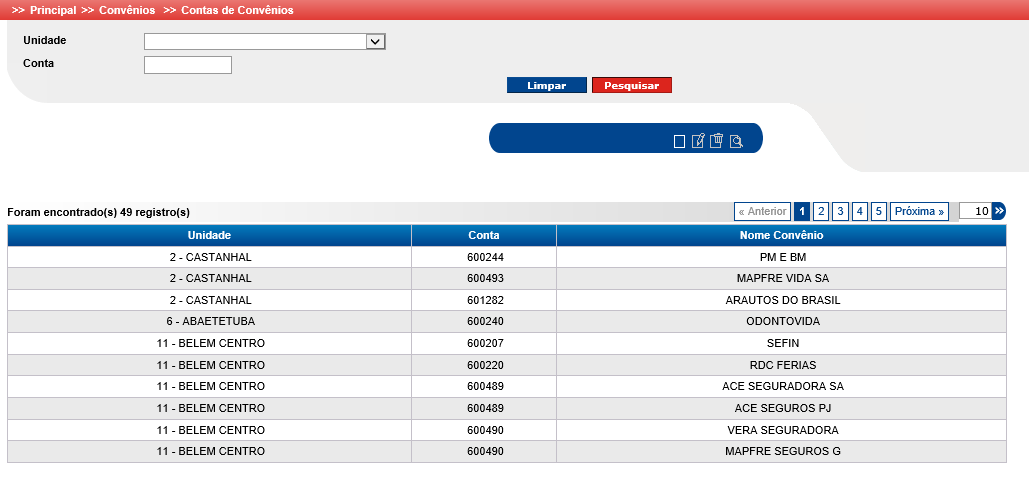 >> Principal >> Convênios >> Contas de Convênios
Unidade
Conta
Limpar Pesquisar
Foram encontrado(s) 49 registro(s) « Anterior 1 2 3 4 5 Próxima » 10 »
Unidade Conta Nome Convênio
2 - CASTANHAL 600244 PM E BM
2 - CASTANHAL 600493 MAPFRE VIDA SA
2 - CASTANHAL 601282 ARAUTOS DO BRASIL
6 - ABAETETUBA 600240 ODONTOVIDA
11 - BELEM CENTRO 600207 SEFIN
11 - BELEM CENTRO 600220 RDC FERIAS
11 - BELEM CENTRO 600489 ACE SEGURADORA SA
11 - BELEM CENTRO 600489 ACE SEGUROS PJ
11 - BELEM CENTRO 600490 VERA SEGURADORA
11 - BELEM CENTRO 600490 MAPFRE SEGUROS G